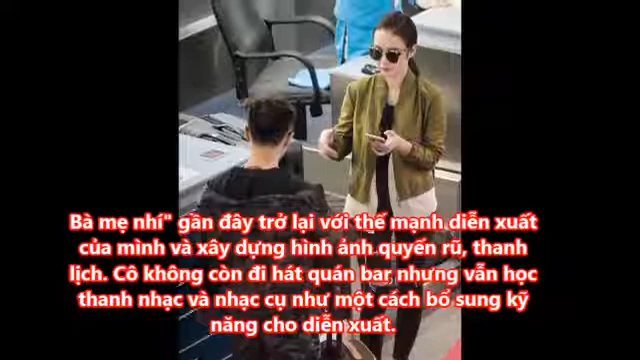 Bà mẹ nhí" gần đây trở lại với thế mạnh diễn xuất
của mình và xây dựng hình ảnh quyến rũ, thanh
lịch. Cô không còn đi hát quán bar nhưng vẫn học
thanh nhạc và nhạc cụ như một cách bổ sung kỹ
năng cho diễn xuất.